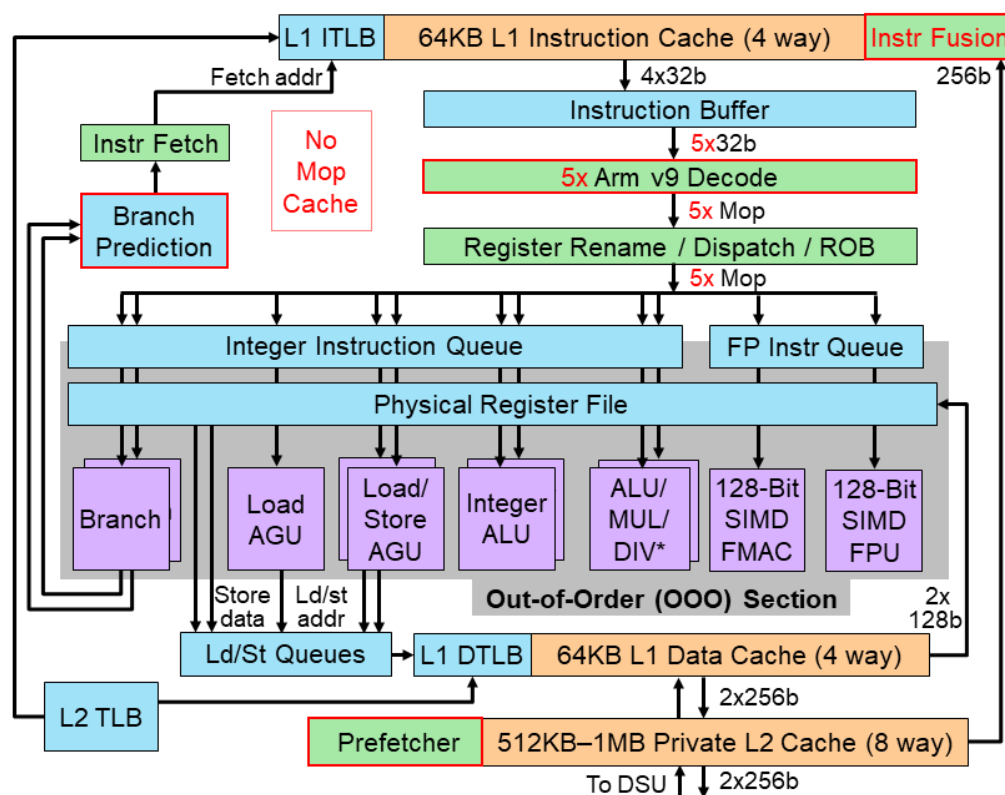 L1 ITLB
64KB L1 Instruction Cache (4 way)
Instr Fusion
Fetch addr
4x32b
256b
Instruction Buffer
Instr Fetch
No
Mop
Cache
5x32b
5x Arm v9 Decode
5x Mop
Branch
Prediction
Register Rename / Dispatch / ROB
5x Mop
Integer Instruction Queue
FP Instr Queue
Physical Register File
Branch
Load
AGU
Load/
Store
AGU
Integer
ALU
ALU/
MUL/
DIV*
128-Bit
SIMD
FMAC
128-Bit
SIMD
FPU
Store
data
Ld/st
addr
Out-of-Order (OOO) Section
2x
128b
Ld/St Queues
L1 DTLB
64KB L1 Data Cache (4 way)
L2 TLB
2x256b
Prefetcher
512KB–1MB Private L2 Cache (8 way)
To DSU
2x256b